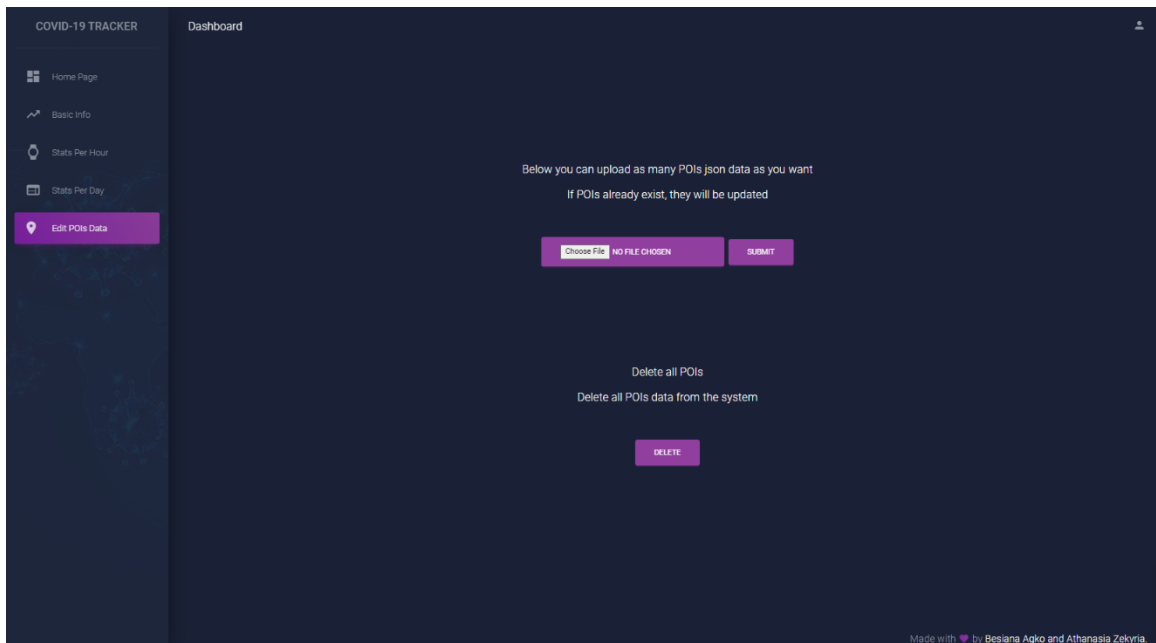 COVID-19 TRACKER
Dashboard
Home Page
Basic Info
Stats Per Hour
Stats Per Day
Edit POIs Data
Below you can upload as many POIs json data as you want
If POIs already exist, they will be updated
Choose File NO FILE CHOSEN
SUBMIT
Delete all POIs
Delete all POIs data from the system
DELETE
Made with 💜 by Besiana Agko and Athanasia Zekyria.